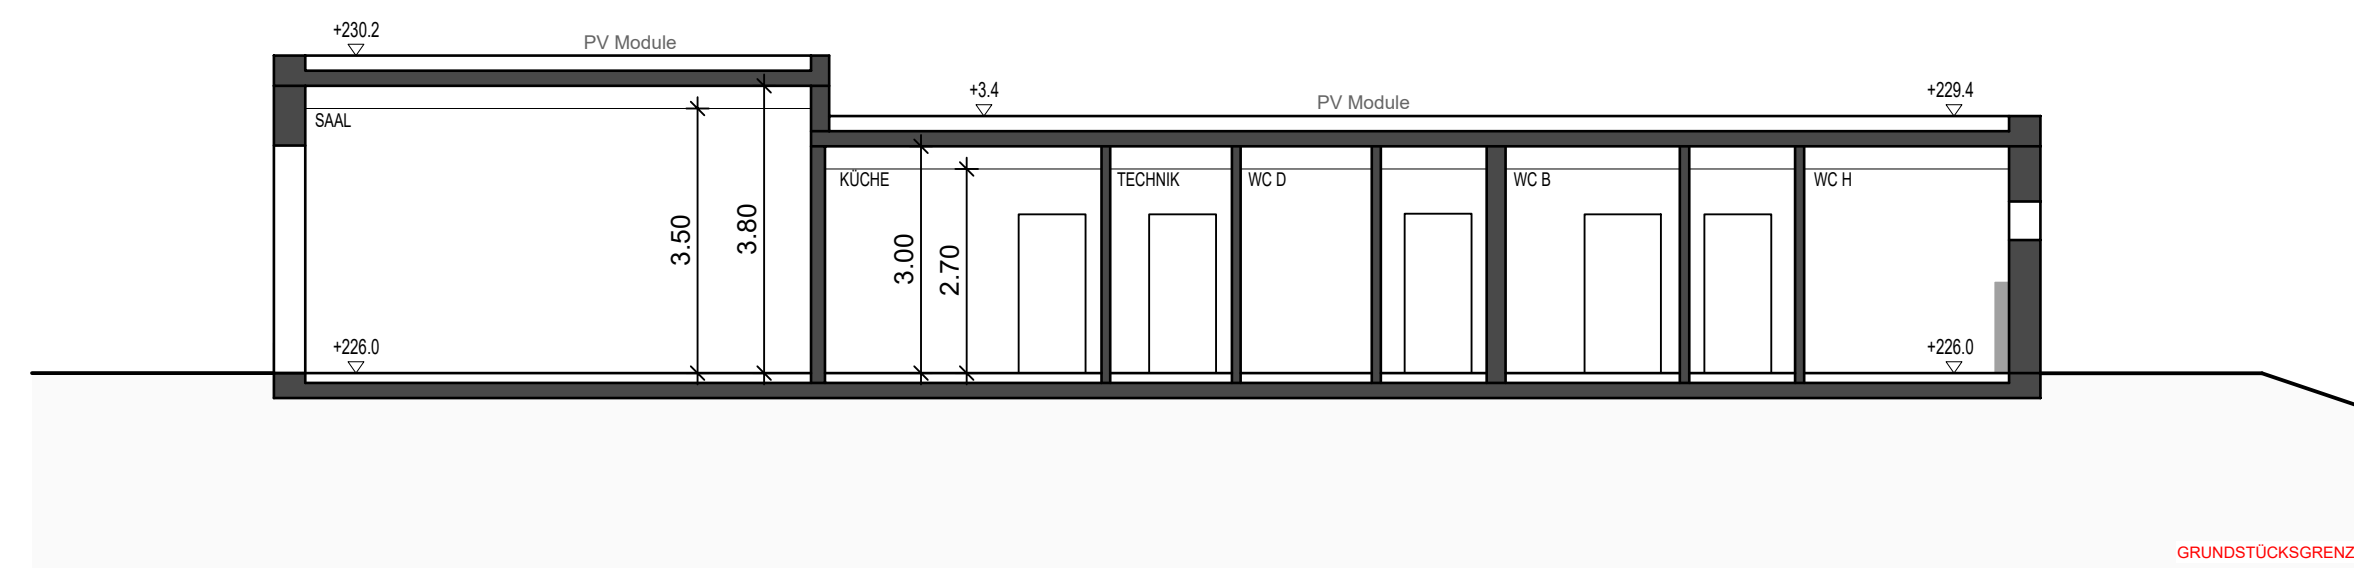 +230.2
PV Module
+3.4
PV Module
+229.4
SAAL
KÜCHE
TECHNIK
WC D
WC B
WC H
3.50
3.80
3.00
2.70
+226.0
+226.0
GRUNDSTÜCKSGRENZ